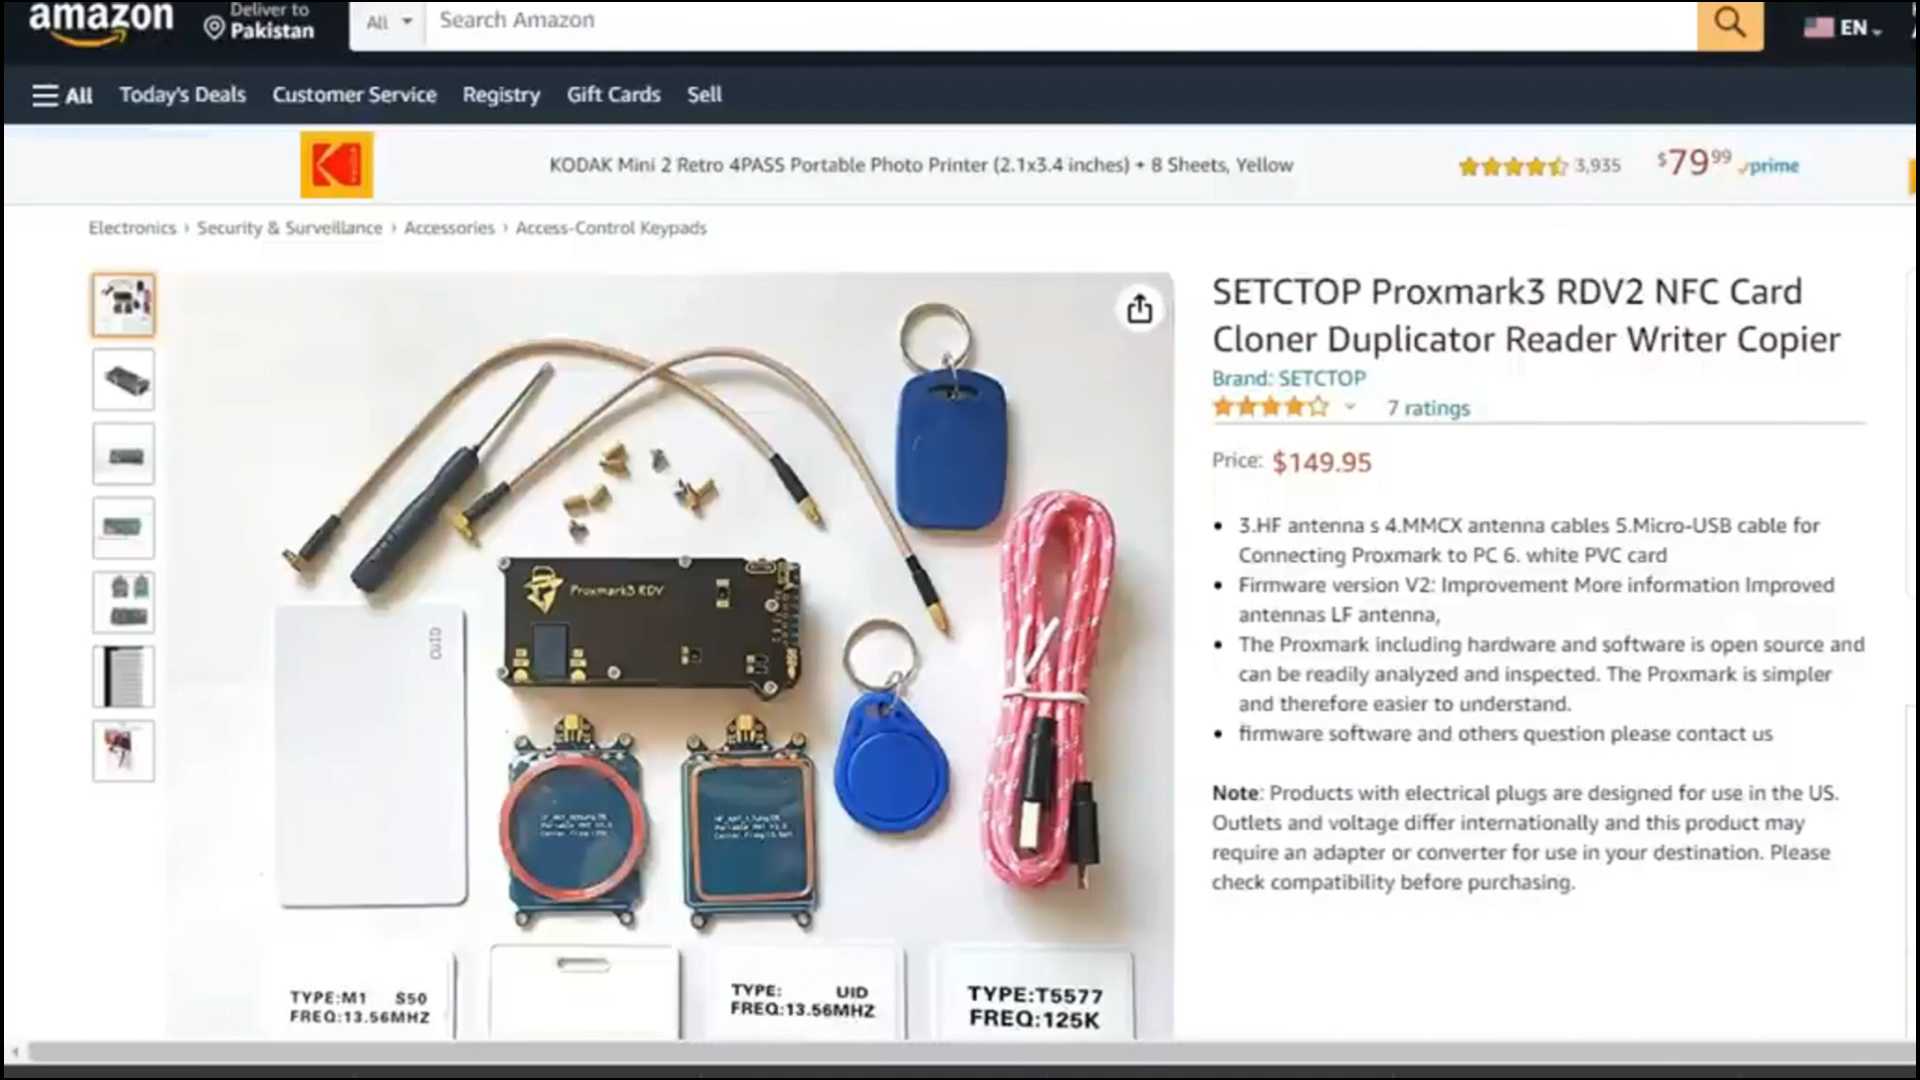 amazon
Deliver to
Pakistan
All
Search Amazon
EN
All
Today's Deals
Customer Service
Registry
Gift Cards
Sell
KODAK Mini 2 Retro 4PASS Portable Photo Printer (2.1x3.4 inches) + 8 Sheets, Yellow
3,935
$79 99
prime
Electronics › Security & Surveillance › Accessories › Access-Control Keypads
SETCTOP Proxmark3 RDV2 NFC Card
Cloner Duplicator Reader Writer Copier
Brand: SETCTOP
7 ratings
Price: $149.95
• 3.HF antenna s 4.MMCX antenna cables 5.Micro-USB cable for
Connecting Proxmark to PC 6. white PVC card
• Firmware version V2: Improvement More information Improved
antennas LF antenna,
• The Proxmark including hardware and software is open source and
can be readily analyzed and inspected. The Proxmark is simpler
and therefore easier to understand.
• firmware software and others question please contact us
Note: Products with electrical plugs are designed for use in the US.
Outlets and voltage differ internationally and this product may
require an adapter or converter for use in your destination. Please
check compatibility before purchasing.
Proxmark3 RDV
CUID
TYPE:M1 S50
FREQ:13.56MHZ
TYPE: UID
FREQ:13.56MHZ
TYPE:T5577
FREQ:125K